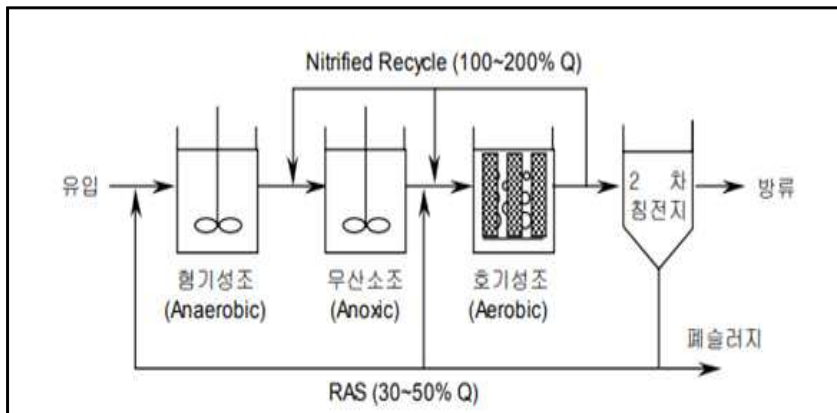 Nitrified Recycle (100~200% Q)
유입
2 차
침전지
방류
혐기성조
(Anaerobic)
무산소조
(Anoxic)
호기성조
(Aerobic)
폐슬러지
RAS (30~50% Q)